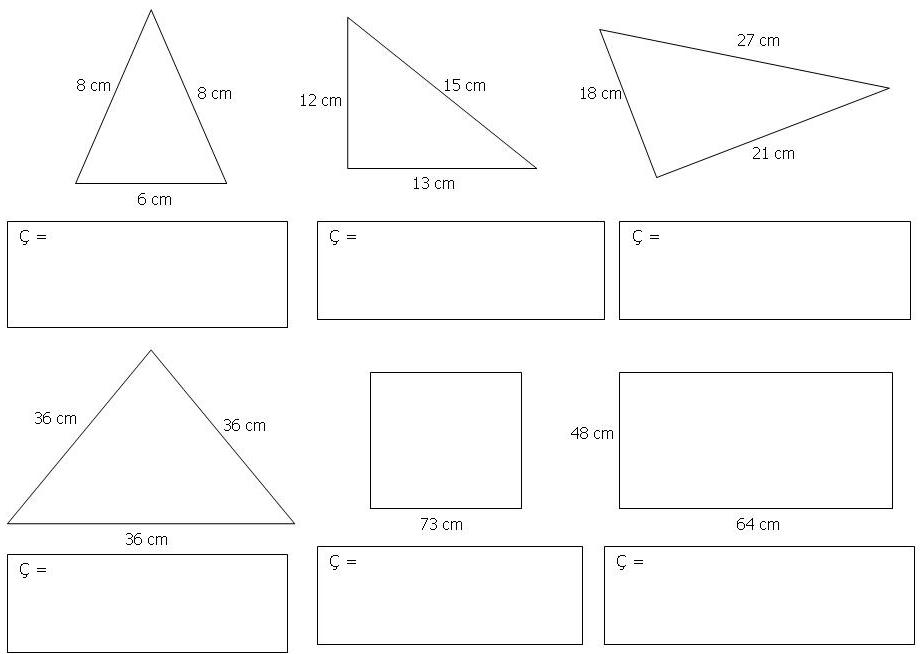 27 cm
8 cm
8 cm
12 cm
15 cm
18 cm
21 cm
6 cm
13 cm
Ç =
Ç =
Ç =
36 cm
36 cm
48 cm
36 cm
73 cm
64 cm
Ç =
Ç =
Ç =